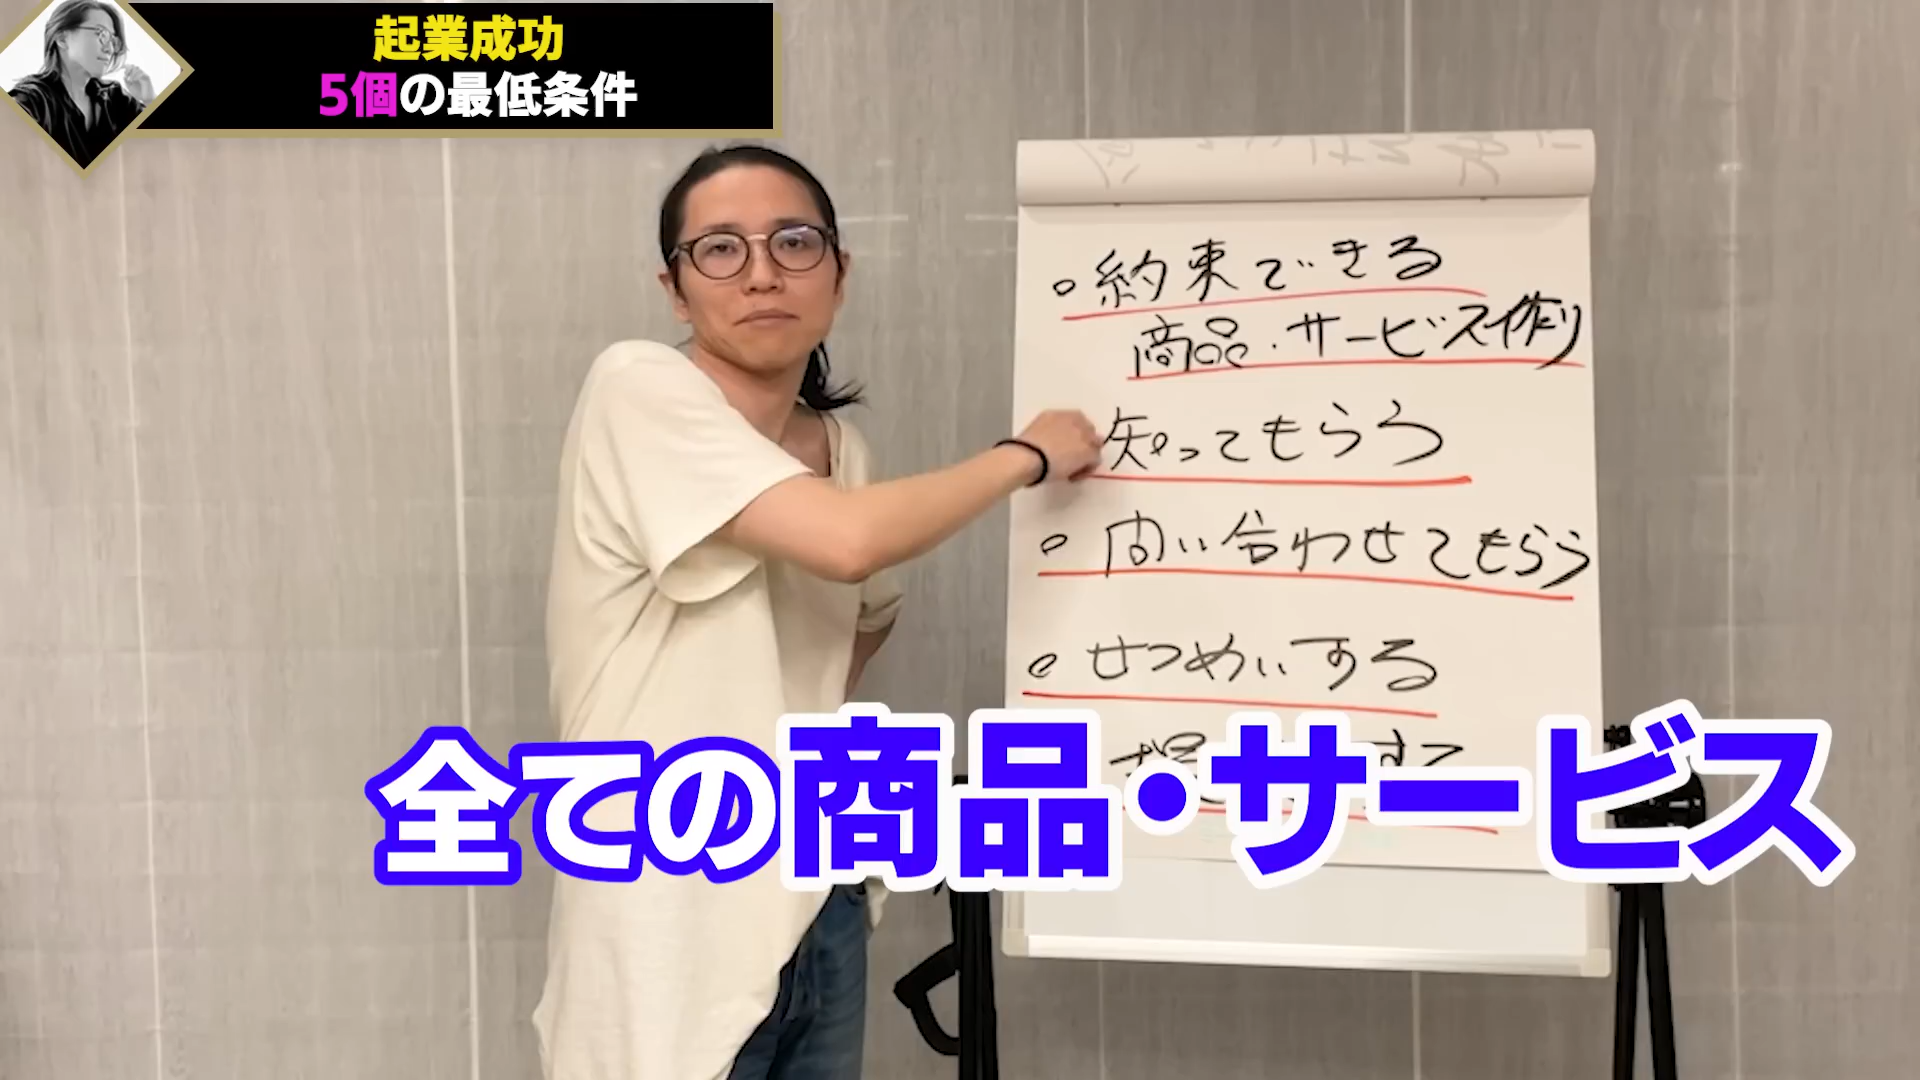 起業成功
5個の最低条件
・約束できる
商品・サービス作り
知ってもらう
・問い合わせてもらう
・せつめいする
全ての商品・サービス